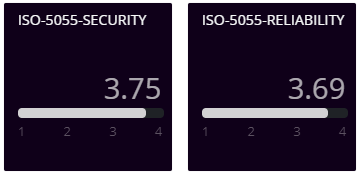 ISO-5055-SECURITY
3.75
1 2 3 4
ISO-5055-RELIABILITY
3.69
1 2 3 4